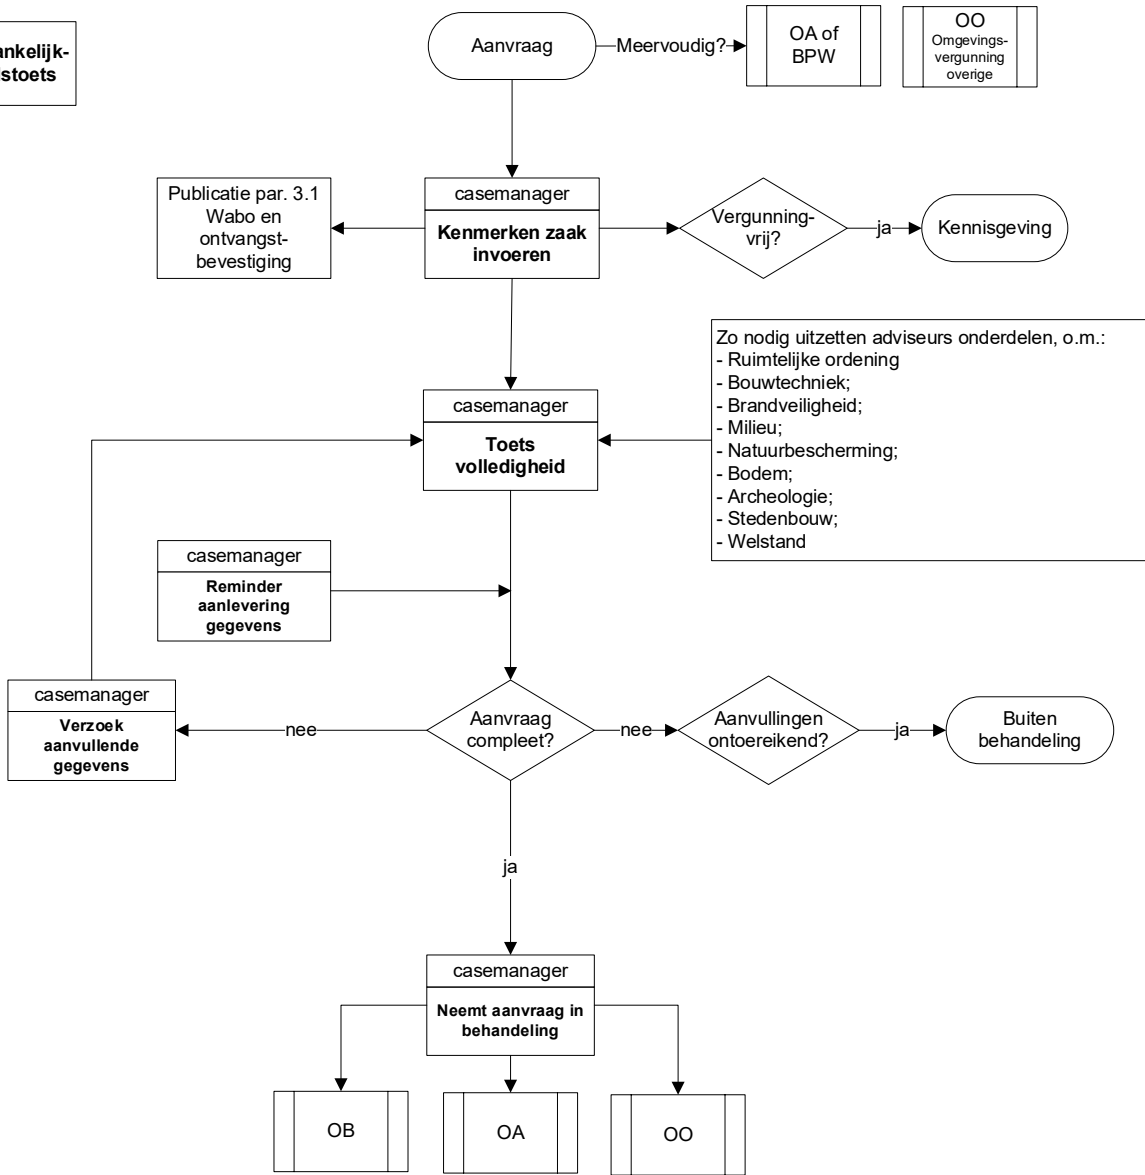 ankelijk-
stoets
Aanvraag
Meervoudig?
OA of
BPW
OO
Omgevings-
vergunning
overige
Publicatie par. 3.1
Wabo en
ontvangst-
bevestiging
casemanager
Kenmerken zaak
invoeren
Vergunning-
vrij?
ja
Kennisgeving
Zo nodig uitzetten adviseurs onderdelen, o.m.:
- Ruimtelijke ordening
- Bouwtechniek;
- Brandveiligheid;
- Milieu;
- Natuurbescherming;
- Bodem;
- Archeologie;
- Stedenbouw;
- Welstand
casemanager
Toets
volledigheid
casemanager
Reminder
aanlevering
gegevens
casemanager
Verzoek
aanvullende
gegevens
nee
Aanvraag
compleet?
nee
Aanvullingen
ontoereikend?
ja
Buiten
behandeling
ja
casemanager
Neemt aanvraag in
behandeling
OB
OA
OO